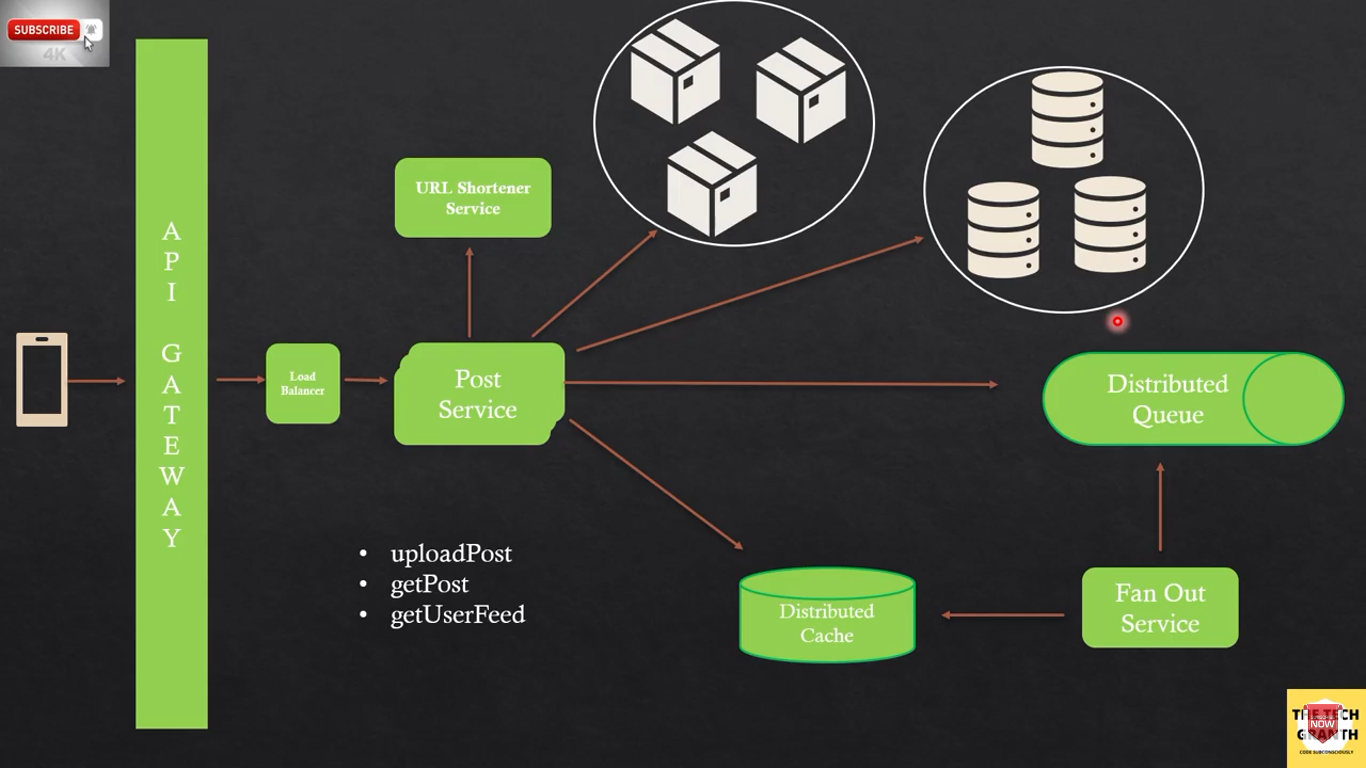 SUBSCRIBE
4K
API GATEWAY
Load
Balancer
URL Shortener
Service
Post
Service
• uploadPost
• getPost
• getUserFeed
Distributed
Queue
Distributed
Cache
Fan Out
Service
THE TECH
NOW
GRANTH
CODE SUBCONSCIOUSLY